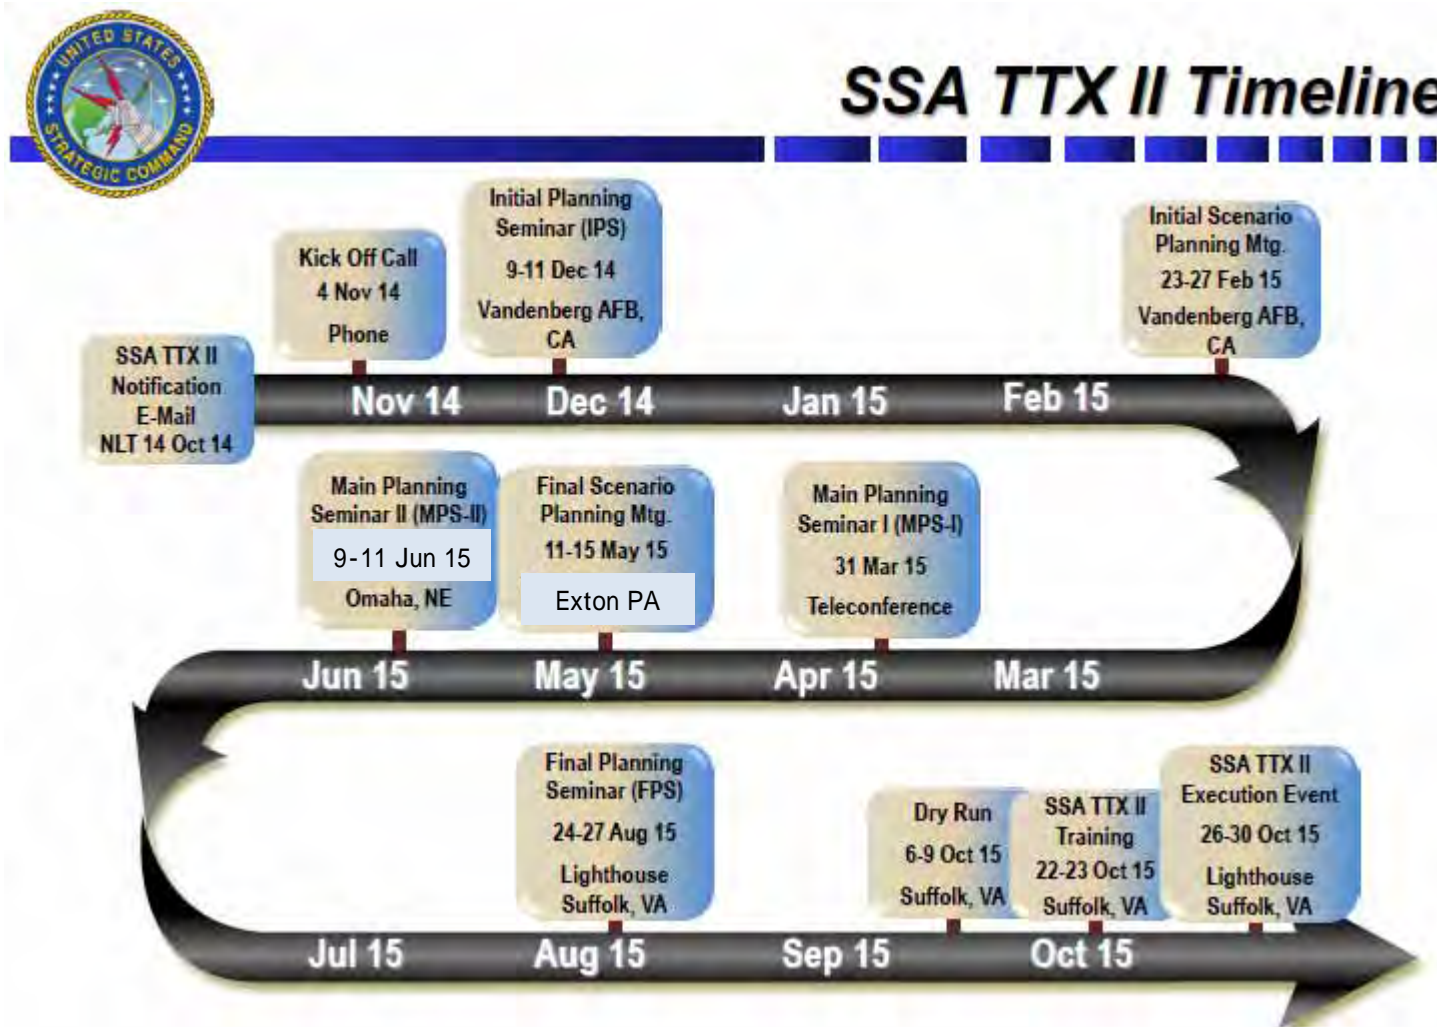 UNITED STATES
STRATEGIC COMMAND
SSA TTX II Timeline
SSA TTX II
Notification
E-Mail
NLT 14 Oct 14
Kick Off Call
4 Nov 14
Phone
Initial Planning
Seminar (IPS)
9-11 Dec 14
Vandenberg AFB,
CA
Initial Scenario
Planning Mtg.
23-27 Feb 15
Vandenberg AFB,
CA
Nov 14
Dec 14
Jan 15
Feb 15
Main Planning
Seminar II (MPS-II)
9-11 Jun 15
Omaha, NE
Final Scenario
Planning Mtg.
11-15 May 15
Exton PA
Main Planning
Seminar I (MPS-I)
31 Mar 15
Teleconference
Jun 15
May 15
Apr 15
Mar 15
Final Planning
Seminar (FPS)
24-27 Aug 15
Lighthouse
Suffolk, VA
Dry Run
6-9 Oct 15
Suffolk, VA
SSA TTX II
Training
22-23 Oct 15
Suffolk, VA
SSA TTX II
Execution Event
26-30 Oct 15
Lighthouse
Suffolk, VA
Jul 15
Aug 15
Sep 15
Oct 15